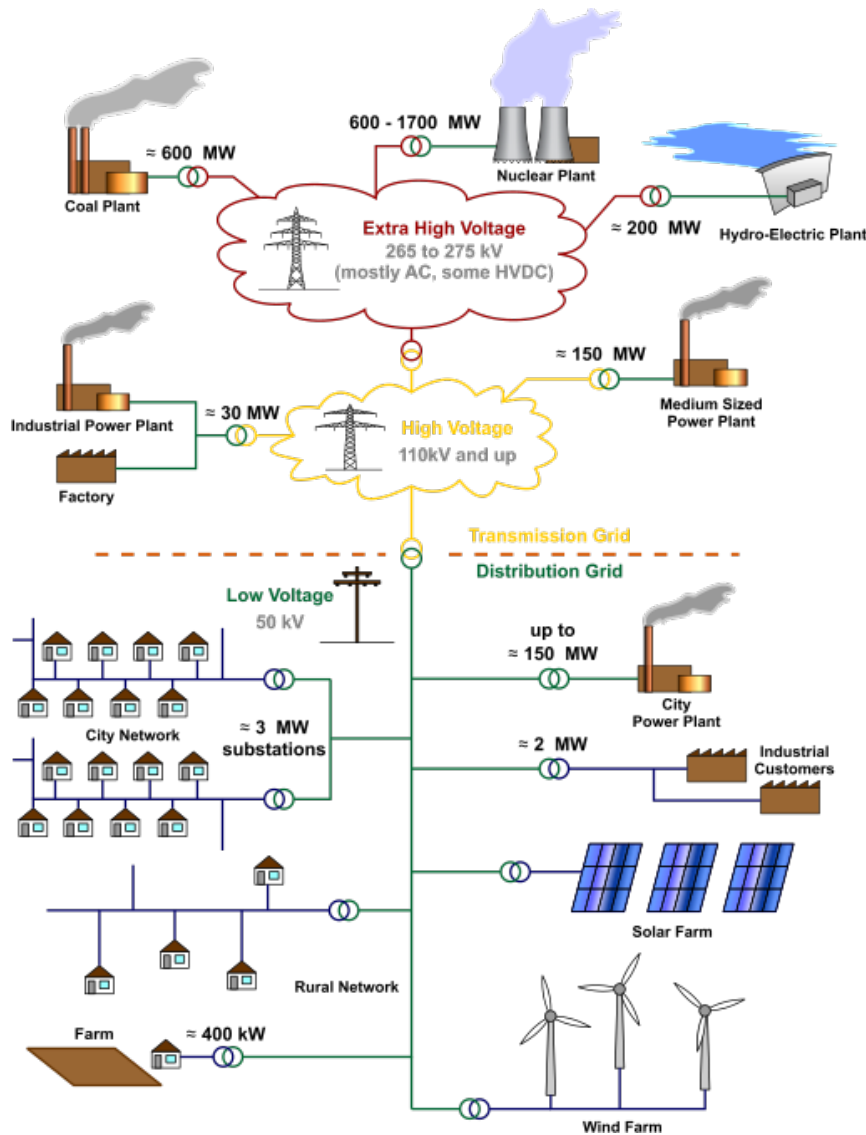 600 - 1700 MW
≈ 600 MW
Nuclear Plant
Coal Plant
Extra High Voltage
265 to 275 kV
(mostly AC, some HVDC)
≈ 200 MW
Hydro-Electric Plant
≈ 150 MW
Industrial Power Plant
≈ 30 MW
Medium Sized
Power Plant
High Voltage
110kV and up
Factory
Transmission Grid
Distribution Grid
Low Voltage
50 kV
up to
≈ 150 MW
City Network
≈ 3 MW
substations
City
Power Plant
≈ 2 MW
Industrial
Customers
Solar Farm
Rural Network
Farm
≈ 400 kW
Wind Farm